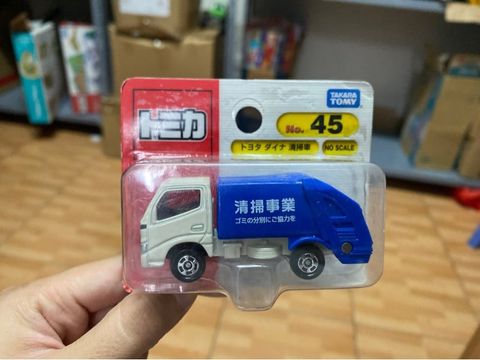 トミカ
TAKARA
TOMY
No. 45
トヨタ ダイナ 清掃車
NO SCALE
清掃事業
ゴミの分別にご協力を